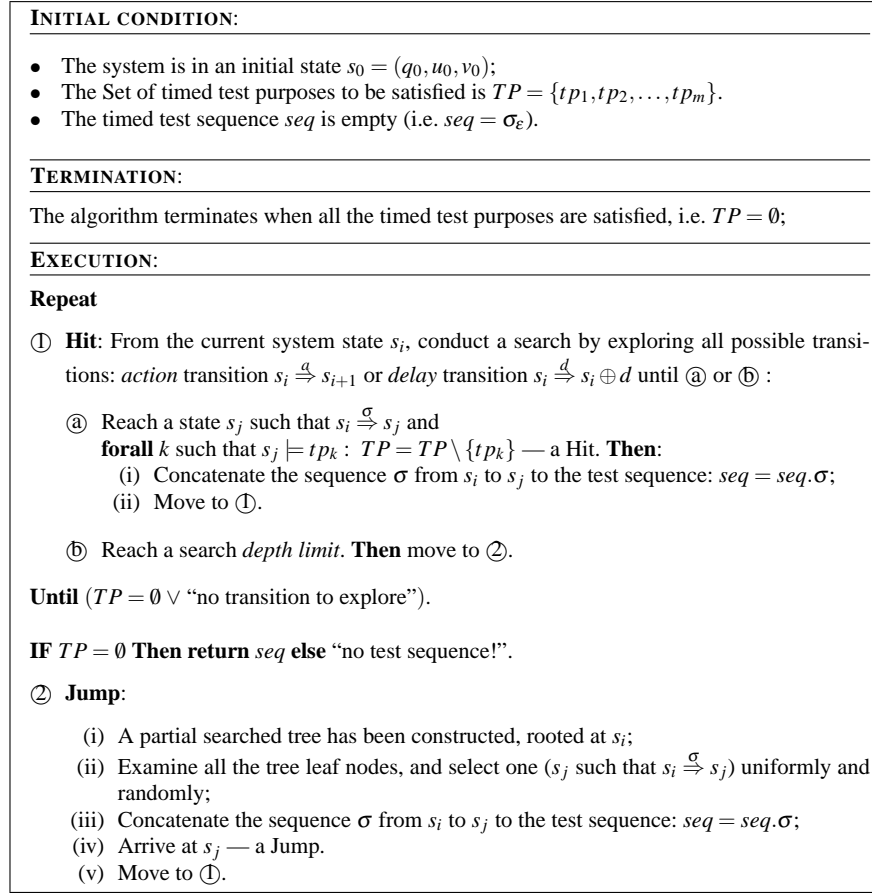 INITIAL CONDITION:
• The system is in an initial state s₀ = (q₀,u₀,v₀);
• The Set of timed test purposes to be satisfied is TP = {tp₁,tp₂,...,tpₘ}.
• The timed test sequence seq is empty (i.e. seq = σ_ε).
TERMINATION:
The algorithm terminates when all the timed test purposes are satisfied, i.e. TP = ∅;
EXECUTION:
Repeat
① Hit: From the current system state sᵢ, conduct a search by exploring all possible transi-
tions: action transition sᵢ ⇒ᵃ sᵢ₊₁ or delay transition sᵢ ⇒ᵈ sᵢ ⊕ d until ⓐ or ⓑ :
ⓐ Reach a state sⱼ such that sᵢ ⇒^σ sⱼ and
forall k such that sⱼ ⊨ tpₖ : TP = TP \ {tpₖ} — a Hit. Then:
(i) Concatenate the sequence σ from sᵢ to sⱼ to the test sequence: seq = seq.σ;
(ii) Move to ①.
ⓑ Reach a search depth limit. Then move to ②.
Until (TP = ∅ ∨ “no transition to explore”).
IF TP = ∅ Then return seq else “no test sequence!”.
② Jump:
(i) A partial searched tree has been constructed, rooted at sᵢ;
(ii) Examine all the tree leaf nodes, and select one (sⱼ such that sᵢ ⇒^σ sⱼ) uniformly and
randomly;
(iii) Concatenate the sequence σ from sᵢ to sⱼ to the test sequence: seq = seq.σ;
(iv) Arrive at sⱼ — a Jump.
(v) Move to ①.